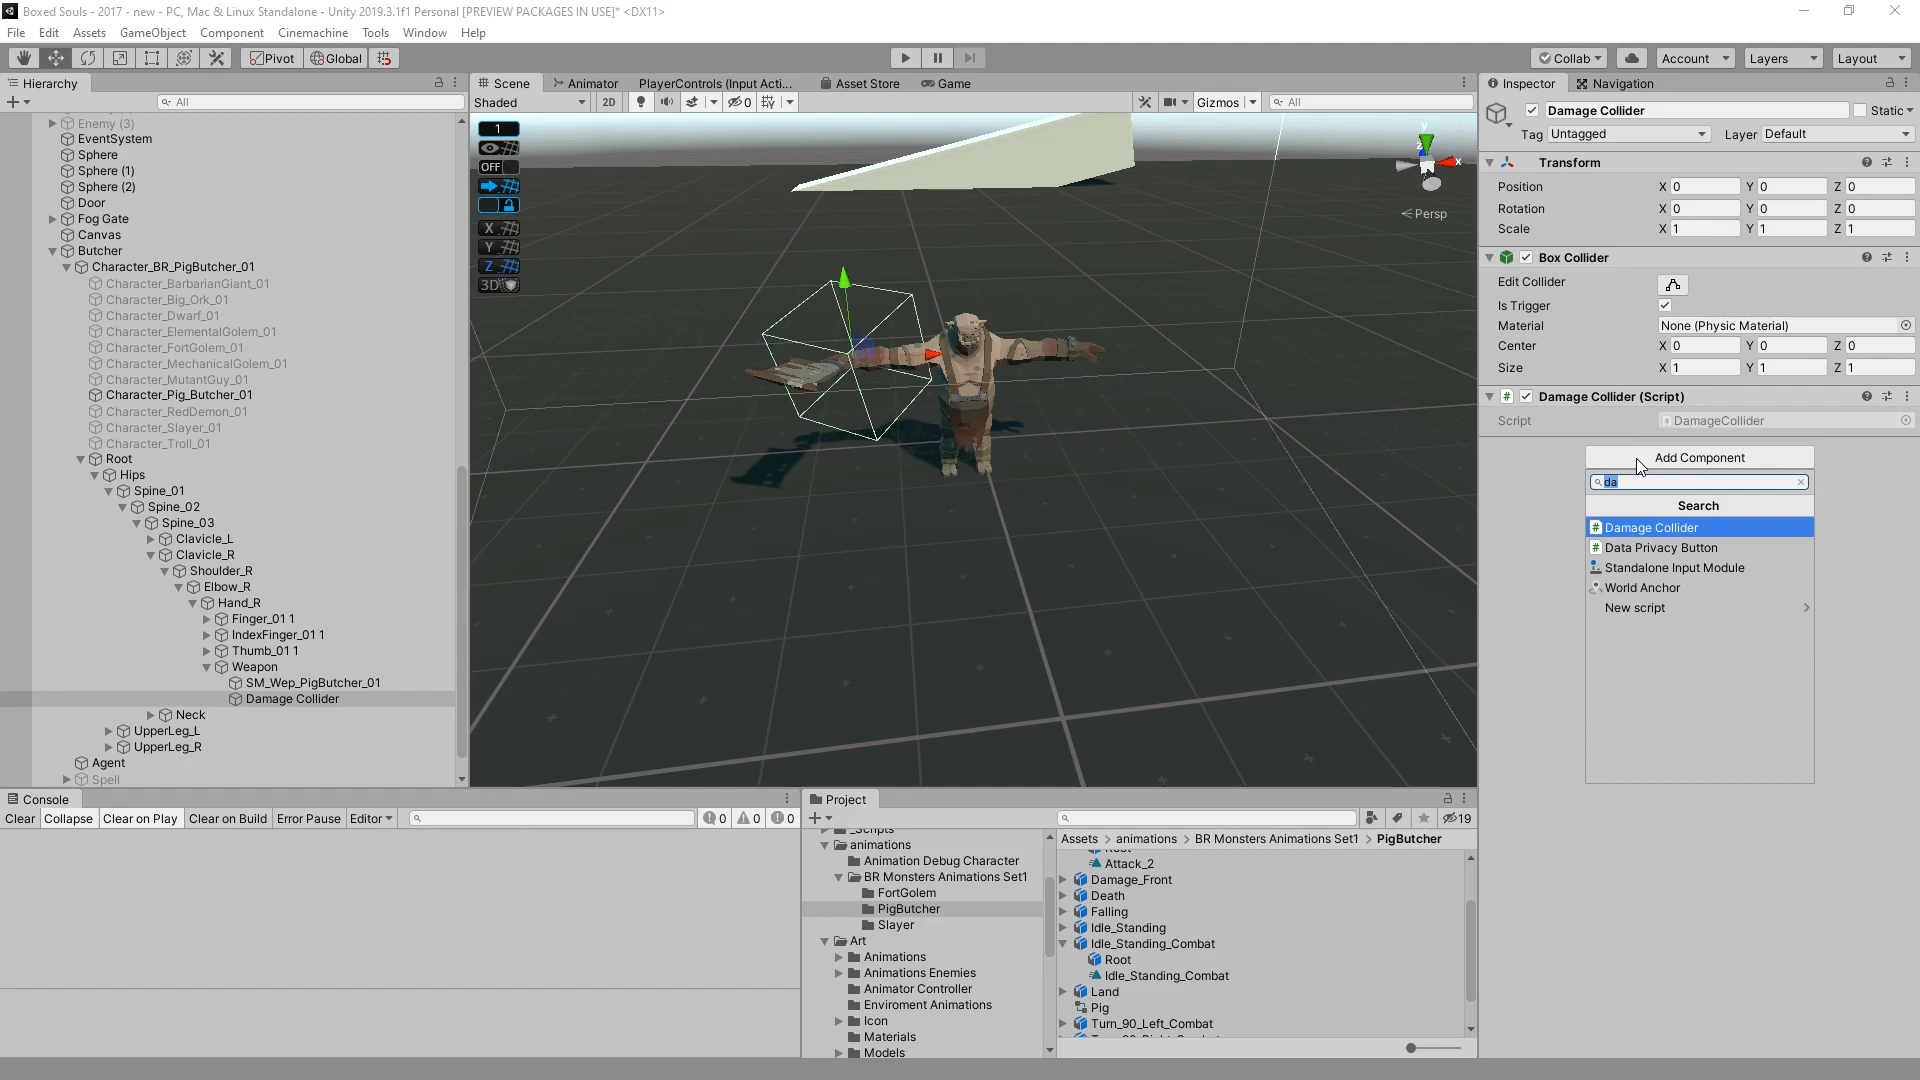 Boxed Souls - 2017 - new - PC, Mac & Linux Standalone - Unity 2019.3.1f1 Personal [PREVIEW PACKAGES IN USE]* <DX11>
File Edit Assets GameObject Component Cinemachine Tools Window Help
Pivot Global Collab Account Layers Layout
Hierarchy
All
Enemy (3)
EventSystem
Sphere
Sphere (1)
Sphere (2)
Door
Fog Gate
Canvas
Butcher
Character_BR_PigButcher_01
Character_BarbarianGiant_01
Character_Big_Ork_01
Character_Dwarf_01
Character_ElementalGolem_01
Character_FortGolem_01
Character_MechanicalGolem_01
Character_MutantGuy_01
Character_Pig_Butcher_01
Character_RedDemon_01
Character_Slayer_01
Character_Troll_01
Root
Hips
Spine_01
Spine_02
Spine_03
Clavicle_L
Clavicle_R
Shoulder_R
Elbow_R
Hand_R
Finger_01 1
IndexFinger_01 1
Thumb_01 1
Weapon
SM_Wep_PigButcher_01
Damage Collider
Neck
UpperLeg_L
UpperLeg_R
Agent
Spell
Scene Animator PlayerControls (Input Acti... Asset Store Game
Shaded 2D 0 Gizmos All
1
OFF
X
Y
Z
3D
y
x
z
Persp
Inspector Navigation
Damage Collider Static
Tag Untagged Layer Default
Transform
Position X 0 Y 0 Z 0
Rotation X 0 Y 0 Z 0
Scale X 1 Y 1 Z 1
Box Collider
Edit Collider
Is Trigger
Material None (Physic Material)
Center X 0 Y 0 Z 0
Size X 1 Y 1 Z 1
Damage Collider (Script)
Script DamageCollider
Add Component
da
Search
Damage Collider
Data Privacy Button
Standalone Input Module
World Anchor
New script
Console
Clear Collapse Clear on Play Clear on Build Error Pause Editor 0 0 0
Project
19
_Scripts
animations
Animation Debug Character
BR Monsters Animations Set1
FortGolem
PigButcher
Slayer
Art
Animations
Animations Enemies
Animator Controller
Enviroment Animations
Icon
Materials
Models
Assets > animations > BR Monsters Animations Set1 > PigButcher
Root
Attack_2
Damage_Front
Death
Falling
Idle_Standing
Idle_Standing_Combat
Root
Idle_Standing_Combat
Land
Pig
Turn_90_Left_Combat